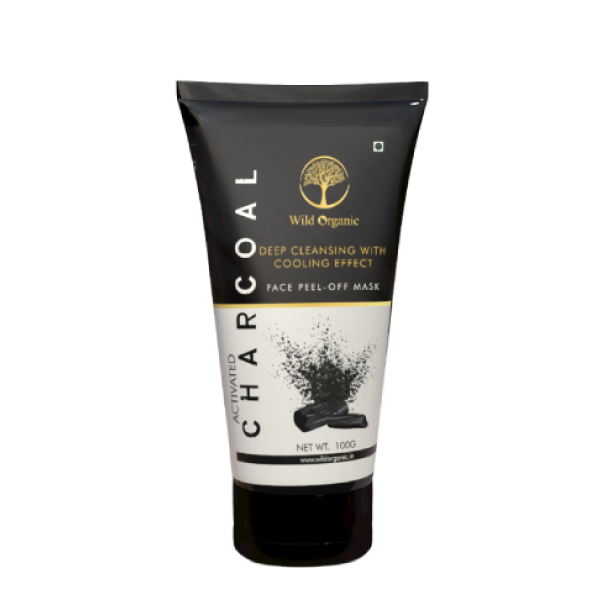 Wild Organic
DEEP CLEANSING WITH
COOLING EFFECT
FACE PEEL-OFF MASK
ACTIVATED
CHARCOAL
NET WT. 100G
www.wildorganic.in